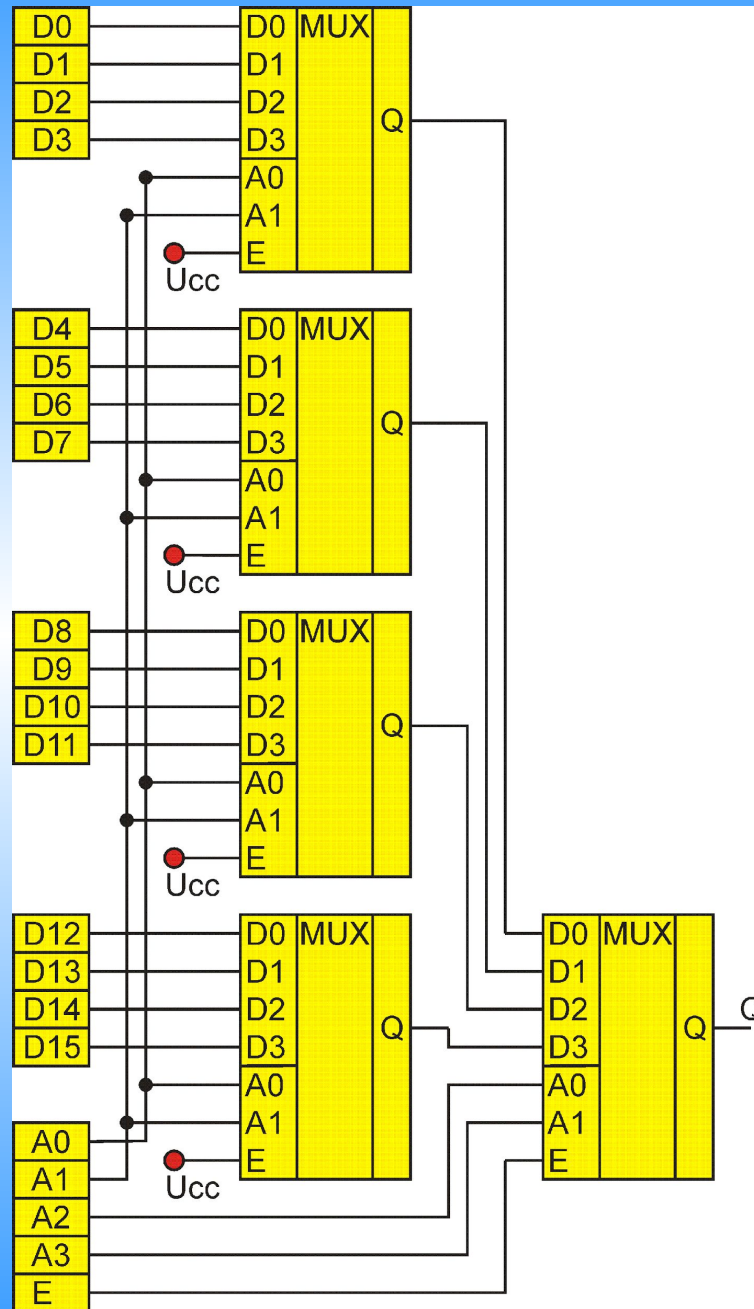 D0 D0 MUX
D1 D1
D2 D2
Q
D3 D3
A0
A1
E
Ucc
D4 D0 MUX
D5 D1
D6 D2
Q
D7 D3
A0
A1
E
Ucc
D8 D0 MUX
D9 D1
D10 D2
Q
D11 D3
A0
A1
E
Ucc
D12 D0 MUX D0 MUX
D13 D1 D1
D14 D2 D2 Q
Q Q
D15 D3 D3
A0 A0
A1 A1
A0
E E
A1
Ucc
A2
A3
E